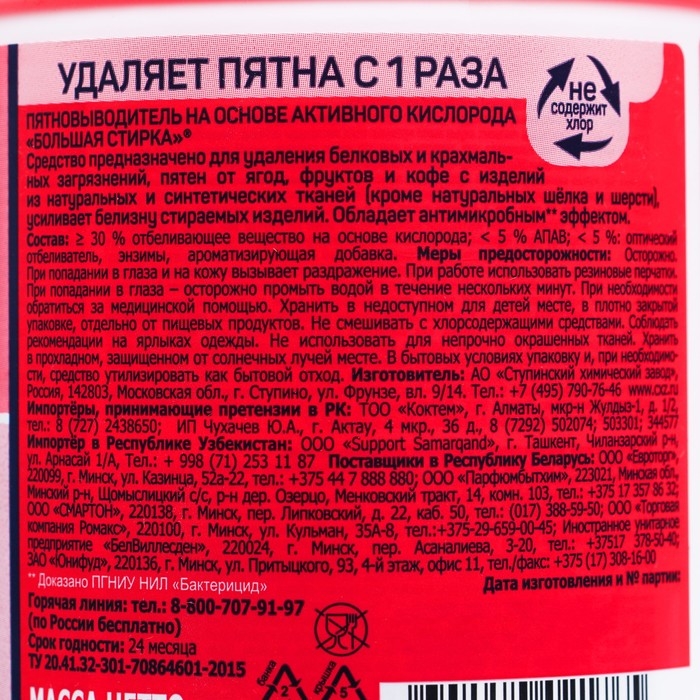 УДАЛЯЕТ ПЯТНА С 1 РАЗА
не
содержит
хлор
ПЯТНОВЫВОДИТЕЛЬ НА ОСНОВЕ АКТИВНОГО КИСЛОРОДА
«БОЛЬШАЯ СТИРКА»®
Средство предназначено для удаления белковых и крахмаль-
ных загрязнений, пятен от ягод, фруктов и кофе с изделий
из натуральных и синтетических тканей (кроме натуральных шёлка и шерсти),
усиливает белизну стираемых изделий. Обладает антимикробным** эффектом.
Состав: ≥ 30 % отбеливающее вещество на основе кислорода; < 5 % АПАВ; < 5 %: оптический
отбеливатель, энзимы, ароматизирующая добавка. Меры предосторожности: Осторожно.
При попадании в глаза и на кожу вызывает раздражение. При работе использовать резиновые перчатки.
При попадании в глаза – осторожно промыть водой в течение нескольких минут. При необходимости
обратиться за медицинской помощью. Хранить в недоступном для детей месте, в плотно закрытой
упаковке, отдельно от пищевых продуктов. Не смешивать с хлорсодержащими средствами. Соблюдать
рекомендации на ярлыках одежды. Не использовать для непрочно окрашенных тканей. Хранить
в прохладном, защищенном от солнечных лучей месте. В бытовых условиях упаковку и, при необходимо-
сти, средство утилизировать как бытовой отход. Изготовитель: АО «Ступинский химический завод»,
Россия, 142803, Московская обл., г. Ступино, ул. Фрунзе, вл. 9/14. Тел.: +7 (495) 790-76-46 www.cxz.ru
Импортёры, принимающие претензии в РК: ТОО «Коктем», г. Алматы, мкр-н Жулдыз-1, д. 1/2,
тел.: 8 (727) 2438650; ИП Чухачев Ю.А., г. Актау, 4 мкр., 36 д., 8 (7292) 502074; 503301; 344577
Импортёр в Республике Узбекистан: ООО «Support Samarqand», г. Ташкент, Чиланзарский р-н,
ул. Арнасай 1/А, Тел.: + 998 (71) 253 11 87 Поставщики в Республику Беларусь: ООО «Евроторг»,
220099, г. Минск, ул. Казинца, 52а-22, тел.: +375 44 7 888 880; ООО «Парфюмбытхим», 223021, Минская обл.,
Минский р-н, Щомыслицкий с/с, р-н дер. Озерцо, Менковский тракт, 14, комн. 103, тел.: +375 17 357 86 32;
ООО «СМАРТОН», 220138, г. Минск, пер. Липковский, д. 22, каб. 50, тел.: (017) 388-59-50; ООО «Торговая
компания Ромакс», 220100, г. Минск, ул. Кульман, 35А-8, тел.:+375-29-659-00-45; Иностранное унитарное
предприятие «БелВиллесден», 220024, г. Минск, пер. Асаналиева, 3-20, тел.: +37517 378-50-40;
ЗАО «Юнифуд», 220136, г. Минск, ул. Притыцкого, 93, 4-й этаж, офис 11, тел./факс: +375 (17) 308-16-00
** Доказано ПГНИУ НИЛ «Бактерицид»
Дата изготовления и № партии:
Горячая линия: тел.: 8-800-707-91-97
(по России бесплатно)
Срок годности: 24 месяца
ТУ 20.41.32-301-70864601-2015
банка
2
крышка
5
МАССА НЕТТО